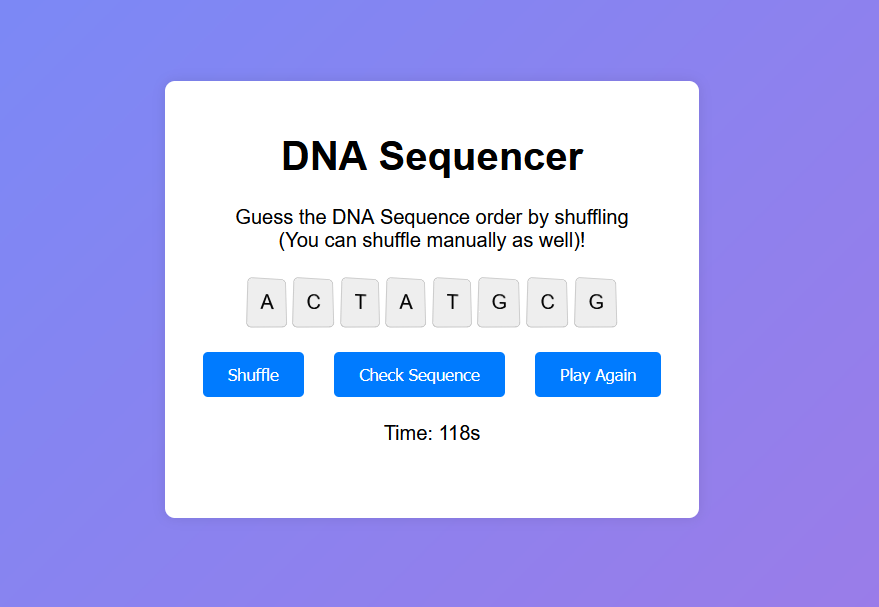 DNA Sequencer
Guess the DNA Sequence order by shuffling
(You can shuffle manually as well)!
A C T A T G C G
Shuffle Check Sequence Play Again
Time: 118s